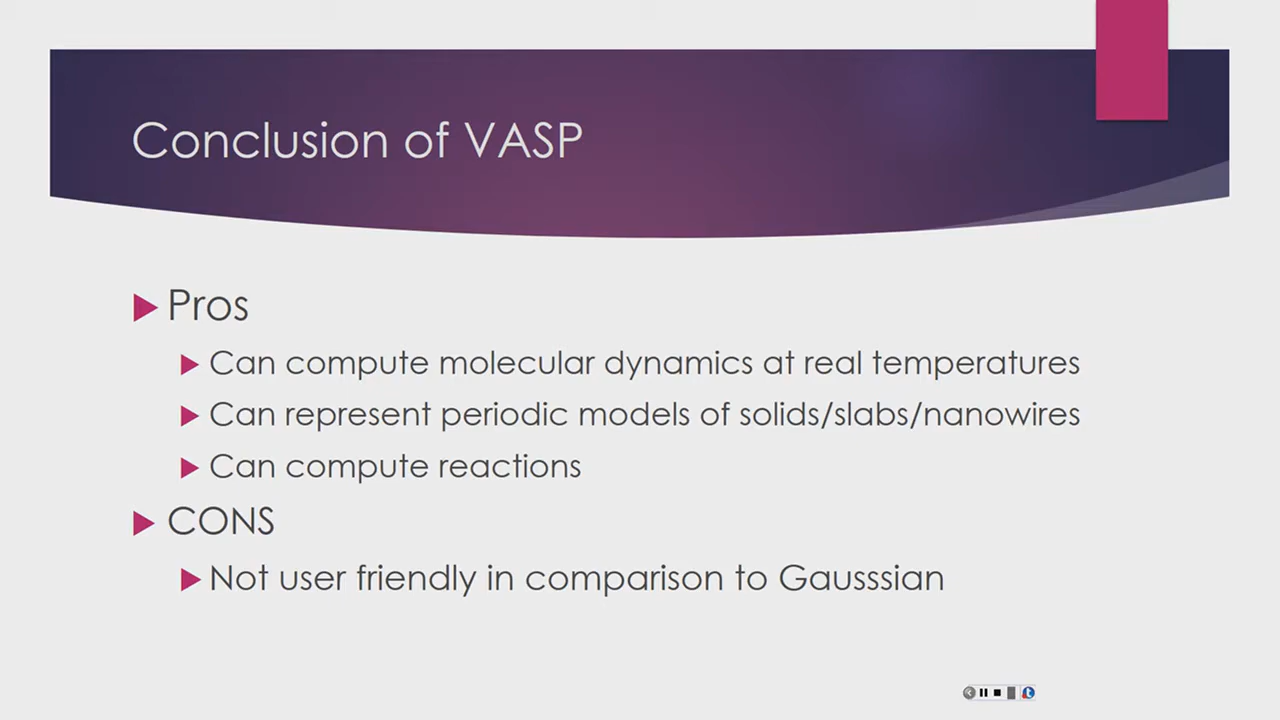 Conclusion of VASP
Pros
Can compute molecular dynamics at real temperatures
Can represent periodic models of solids/slabs/nanowires
Can compute reactions
CONS
Not user friendly in comparison to Gausssian